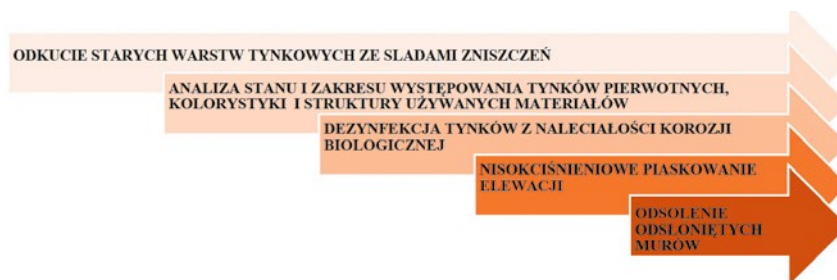 ODKUCIE STARYCH WARSTW TYNKOWYCH ZE SLADAMI ZNISZCZEŃ
ANALIZA STANU I ZAKRESU WYSTĘPOWANIA TYNKÓW PIERWOTNYCH,
KOLORYSTYKI I STRUKTURY UŻYWANYCH MATERIAŁÓW
DEZYNFEKCJA TYNKÓW Z NALECIAŁOŚCI KOROZJI
BIOLOGICZNEJ
NISOKCIŚNIENIOWE PIASKOWANIE
ELEWACJI
ODSOLENIE
ODSŁONIĘTYCH
MURÓW